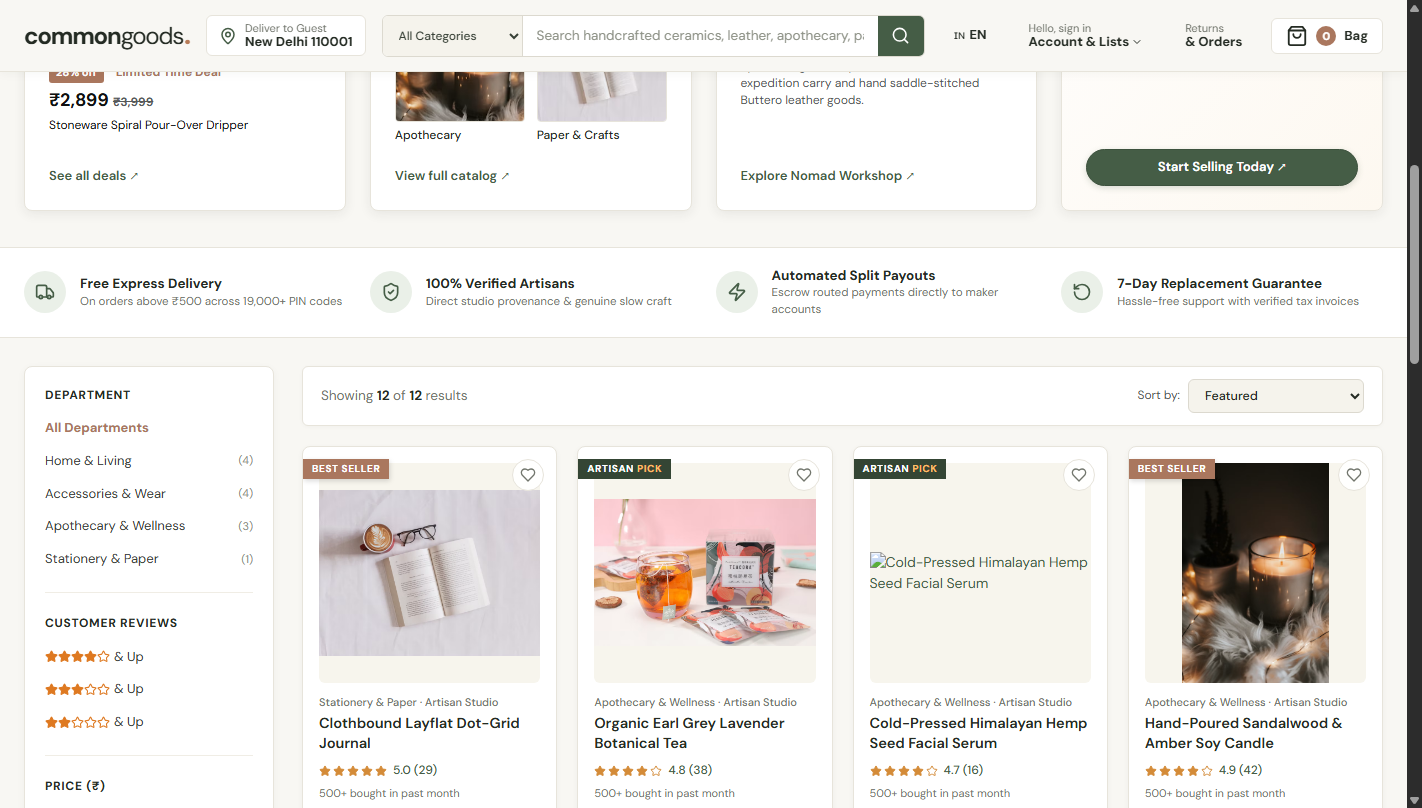 commongoods.
Deliver to Guest
New Delhi 110001
All Categories
Search handcrafted ceramics, leather, apothecary, pa
IN EN
Hello, sign in
Account & Lists
Returns
& Orders
0 Bag
28% off Limited Time Deal
₹2,899 ₹3,999
Stoneware Spiral Pour-Over Dripper
See all deals ↗
Apothecary
Paper & Crafts
View full catalog ↗
expedition carry and hand saddle-stitched
Buttero leather goods.
Explore Nomad Workshop ↗
Start Selling Today ↗
Free Express Delivery
On orders above ₹500 across 19,000+ PIN codes
100% Verified Artisans
Direct studio provenance & genuine slow craft
Automated Split Payouts
Escrow routed payments directly to maker
accounts
7-Day Replacement Guarantee
Hassle-free support with verified tax invoices
DEPARTMENT
All Departments
Home & Living (4)
Accessories & Wear (4)
Apothecary & Wellness (3)
Stationery & Paper (1)
CUSTOMER REVIEWS
& Up
& Up
& Up
PRICE (₹)
Showing 12 of 12 results
Sort by: Featured
BEST SELLER
Stationery & Paper · Artisan Studio
Clothbound Layflat Dot-Grid
Journal
5.0 (29)
500+ bought in past month
ARTISAN PICK
Apothecary & Wellness · Artisan Studio
Organic Earl Grey Lavender
Botanical Tea
4.8 (38)
500+ bought in past month
ARTISAN PICK
Cold-Pressed Himalayan Hemp
Seed Facial Serum
Apothecary & Wellness · Artisan Studio
Cold-Pressed Himalayan Hemp
Seed Facial Serum
4.7 (16)
500+ bought in past month
BEST SELLER
Apothecary & Wellness · Artisan Studio
Hand-Poured Sandalwood &
Amber Soy Candle
4.9 (42)
500+ bought in past month